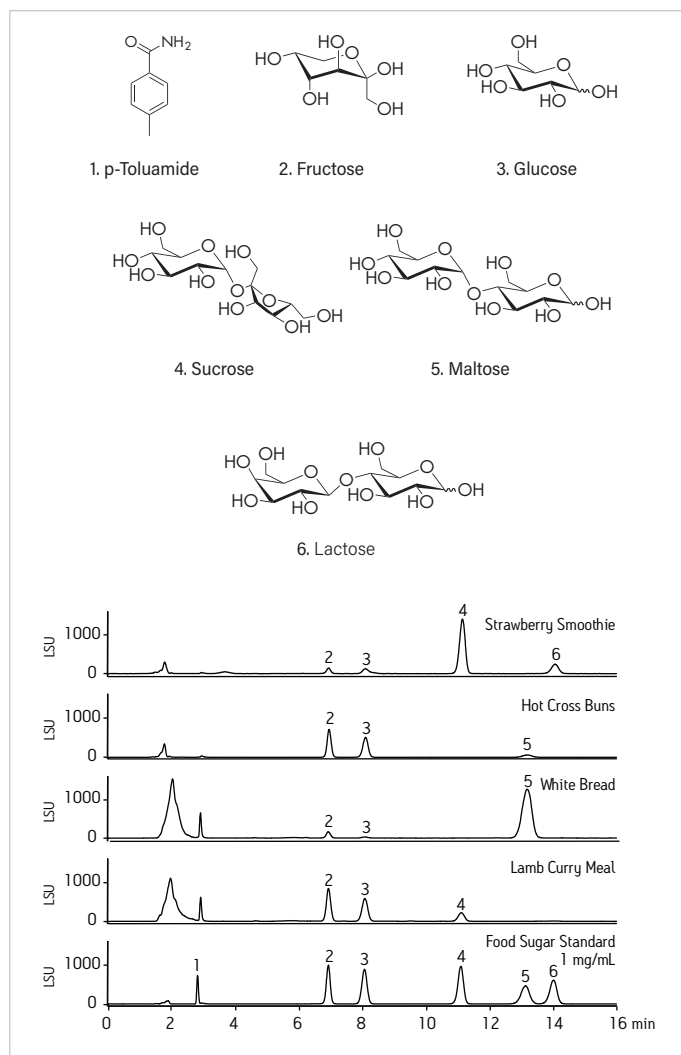 O
NH₂
1. p-Toluamide
HO
HO
O
OH
OH
OH
2. Fructose
HO
HO
HO
O
HO
OH
3. Glucose
HO
HO
HO
O
HO
HO
O
HO
O
OH
OH
4. Sucrose
HO
HO
HO
O
HO
O
HO
HO
O
HO
OH
5. Maltose
HO
OH
HO
O
HO
O
HO
HO
O
HO
OH
6. Lactose
LSU
1000
0
2
3
4
6
Strawberry Smoothie
LSU
1000
0
2
3
5
Hot Cross Buns
LSU
1000
0
2
3
5
White Bread
LSU
1000
0
2
3
4
Lamb Curry Meal
LSU
1000
0
1
2
3
4
5
6
Food Sugar Standard
1 mg/mL
0 2 4 6 8 10 12 14 16 min